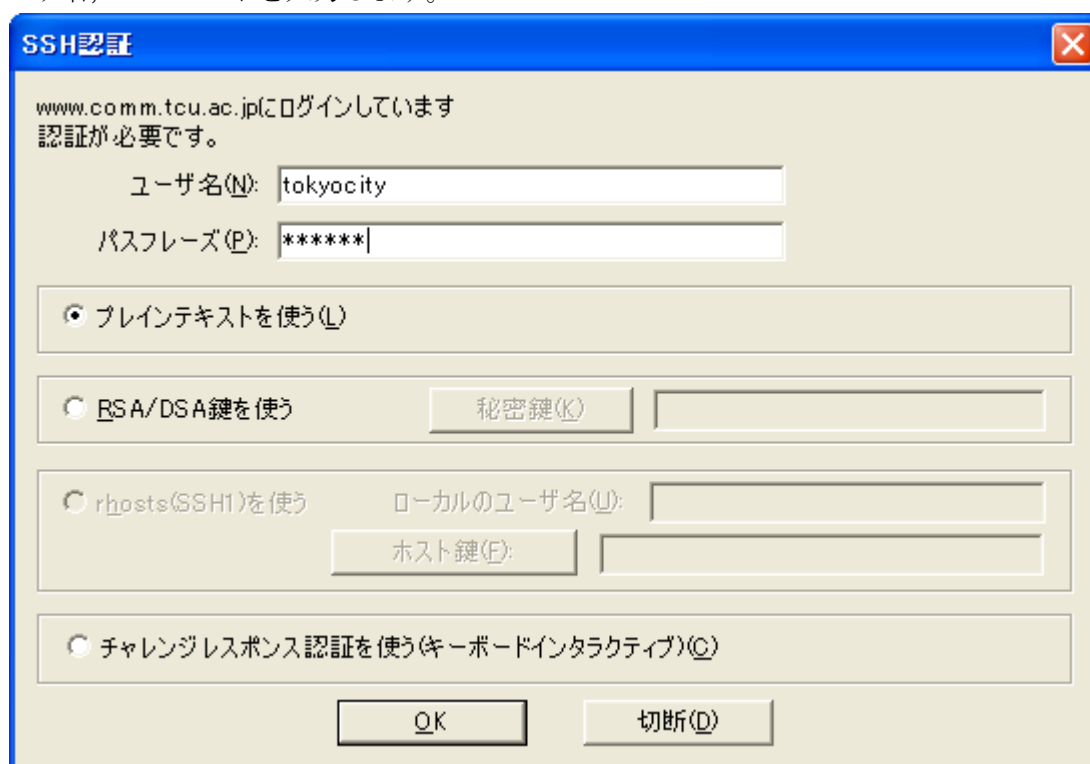 SSH認証
www.comm.tcu.ac.jpにログインしています
認証が必要です。
ユーザ名(N): tokyocity
パスフレーズ(P): ******
プレインテキストを使う(L)
RSA/DSA鍵を使う 秘密鍵(K)
rhosts(SSH1)を使う ローカルのユーザ名(U):
ホスト鍵(F):
チャレンジレスポンス認証を使う(キーボードインタラクティブ)(C)
OK 切断(D)